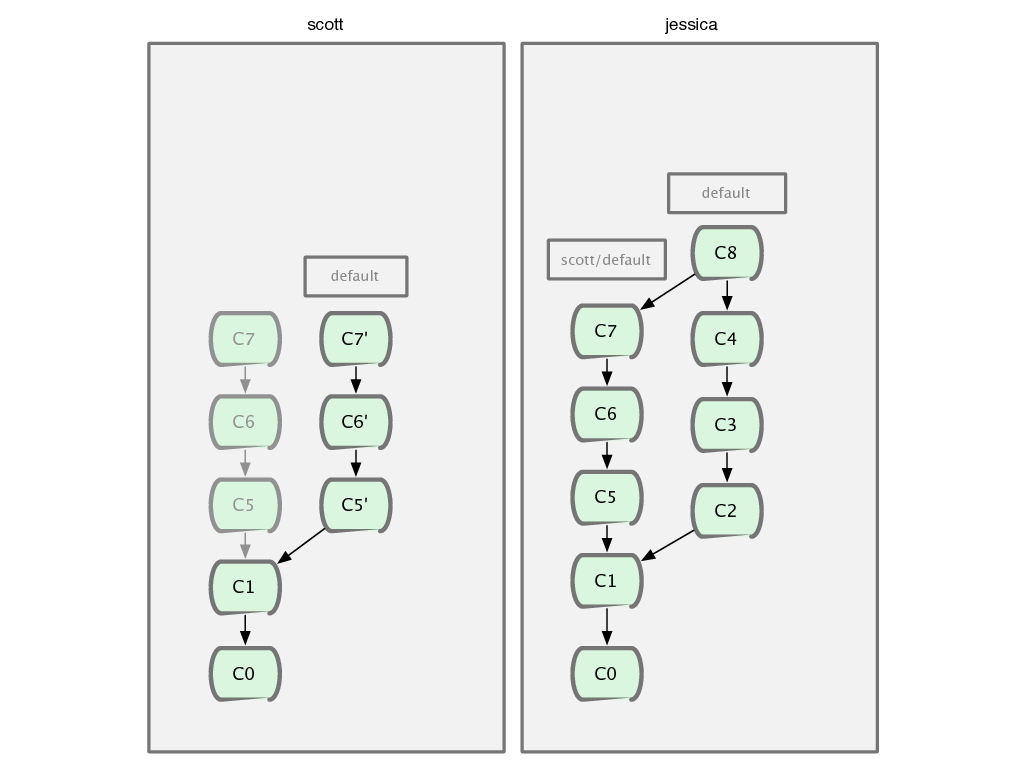 scott
default
C7
C7'
C6
C6'
C5
C5'
C1
C0
jessica
default
scott/default
C8
C7
C4
C6
C3
C5
C2
C1
C0